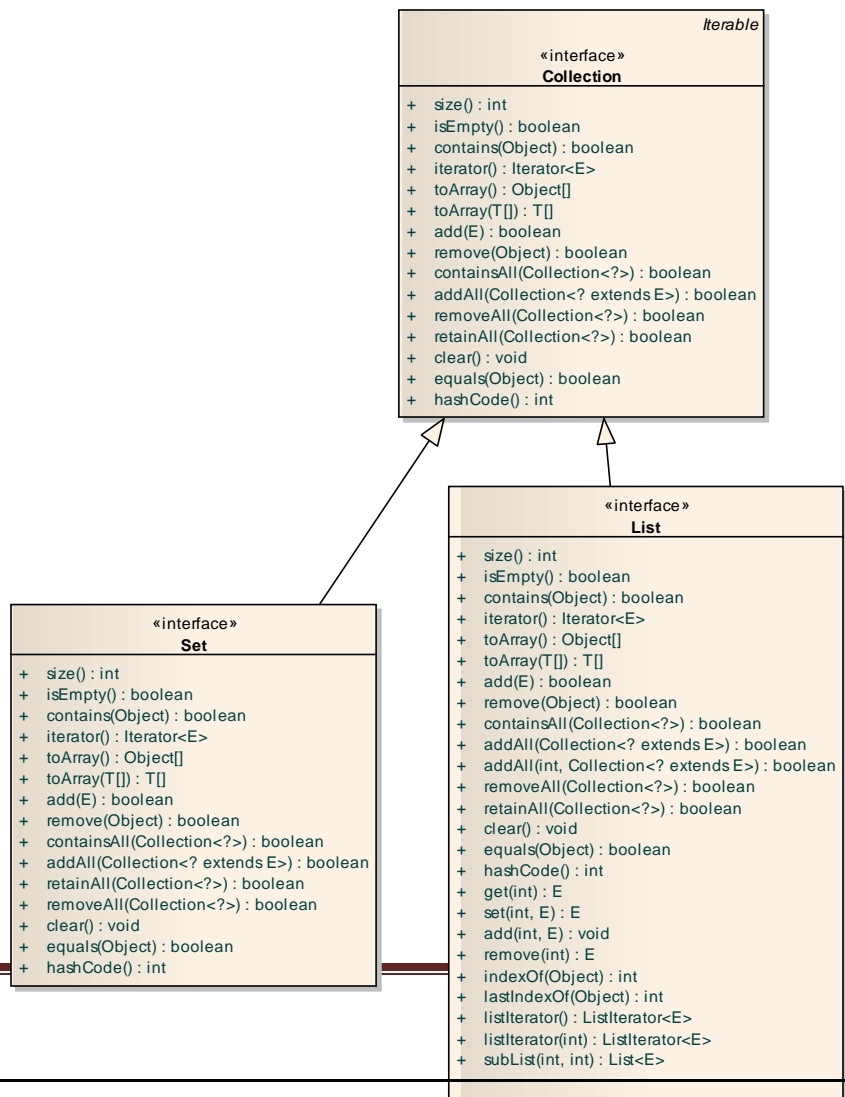 Iterable
«interface»
Collection
+ size() : int
+ isEmpty() : boolean
+ contains(Object) : boolean
+ iterator() : Iterator<E>
+ toArray() : Object[]
+ toArray(T[]) : T[]
+ add(E) : boolean
+ remove(Object) : boolean
+ containsAll(Collection<?>) : boolean
+ addAll(Collection<? extends E>) : boolean
+ removeAll(Collection<?>) : boolean
+ retainAll(Collection<?>) : boolean
+ clear() : void
+ equals(Object) : boolean
+ hashCode() : int
«interface»
Set
+ size() : int
+ isEmpty() : boolean
+ contains(Object) : boolean
+ iterator() : Iterator<E>
+ toArray() : Object[]
+ toArray(T[]) : T[]
+ add(E) : boolean
+ remove(Object) : boolean
+ containsAll(Collection<?>) : boolean
+ addAll(Collection<? extends E>) : boolean
+ retainAll(Collection<?>) : boolean
+ removeAll(Collection<?>) : boolean
+ clear() : void
+ equals(Object) : boolean
+ hashCode() : int
«interface»
List
+ size() : int
+ isEmpty() : boolean
+ contains(Object) : boolean
+ iterator() : Iterator<E>
+ toArray() : Object[]
+ toArray(T[]) : T[]
+ add(E) : boolean
+ remove(Object) : boolean
+ containsAll(Collection<?>) : boolean
+ addAll(Collection<? extends E>) : boolean
+ addAll(int, Collection<? extends E>) : boolean
+ removeAll(Collection<?>) : boolean
+ retainAll(Collection<?>) : boolean
+ clear() : void
+ equals(Object) : boolean
+ hashCode() : int
+ get(int) : E
+ set(int, E) : E
+ add(int, E) : void
+ remove(int) : E
+ indexOf(Object) : int
+ lastIndexOf(Object) : int
+ listIterator() : ListIterator<E>
+ listIterator(int) : ListIterator<E>
+ subList(int, int) : List<E>